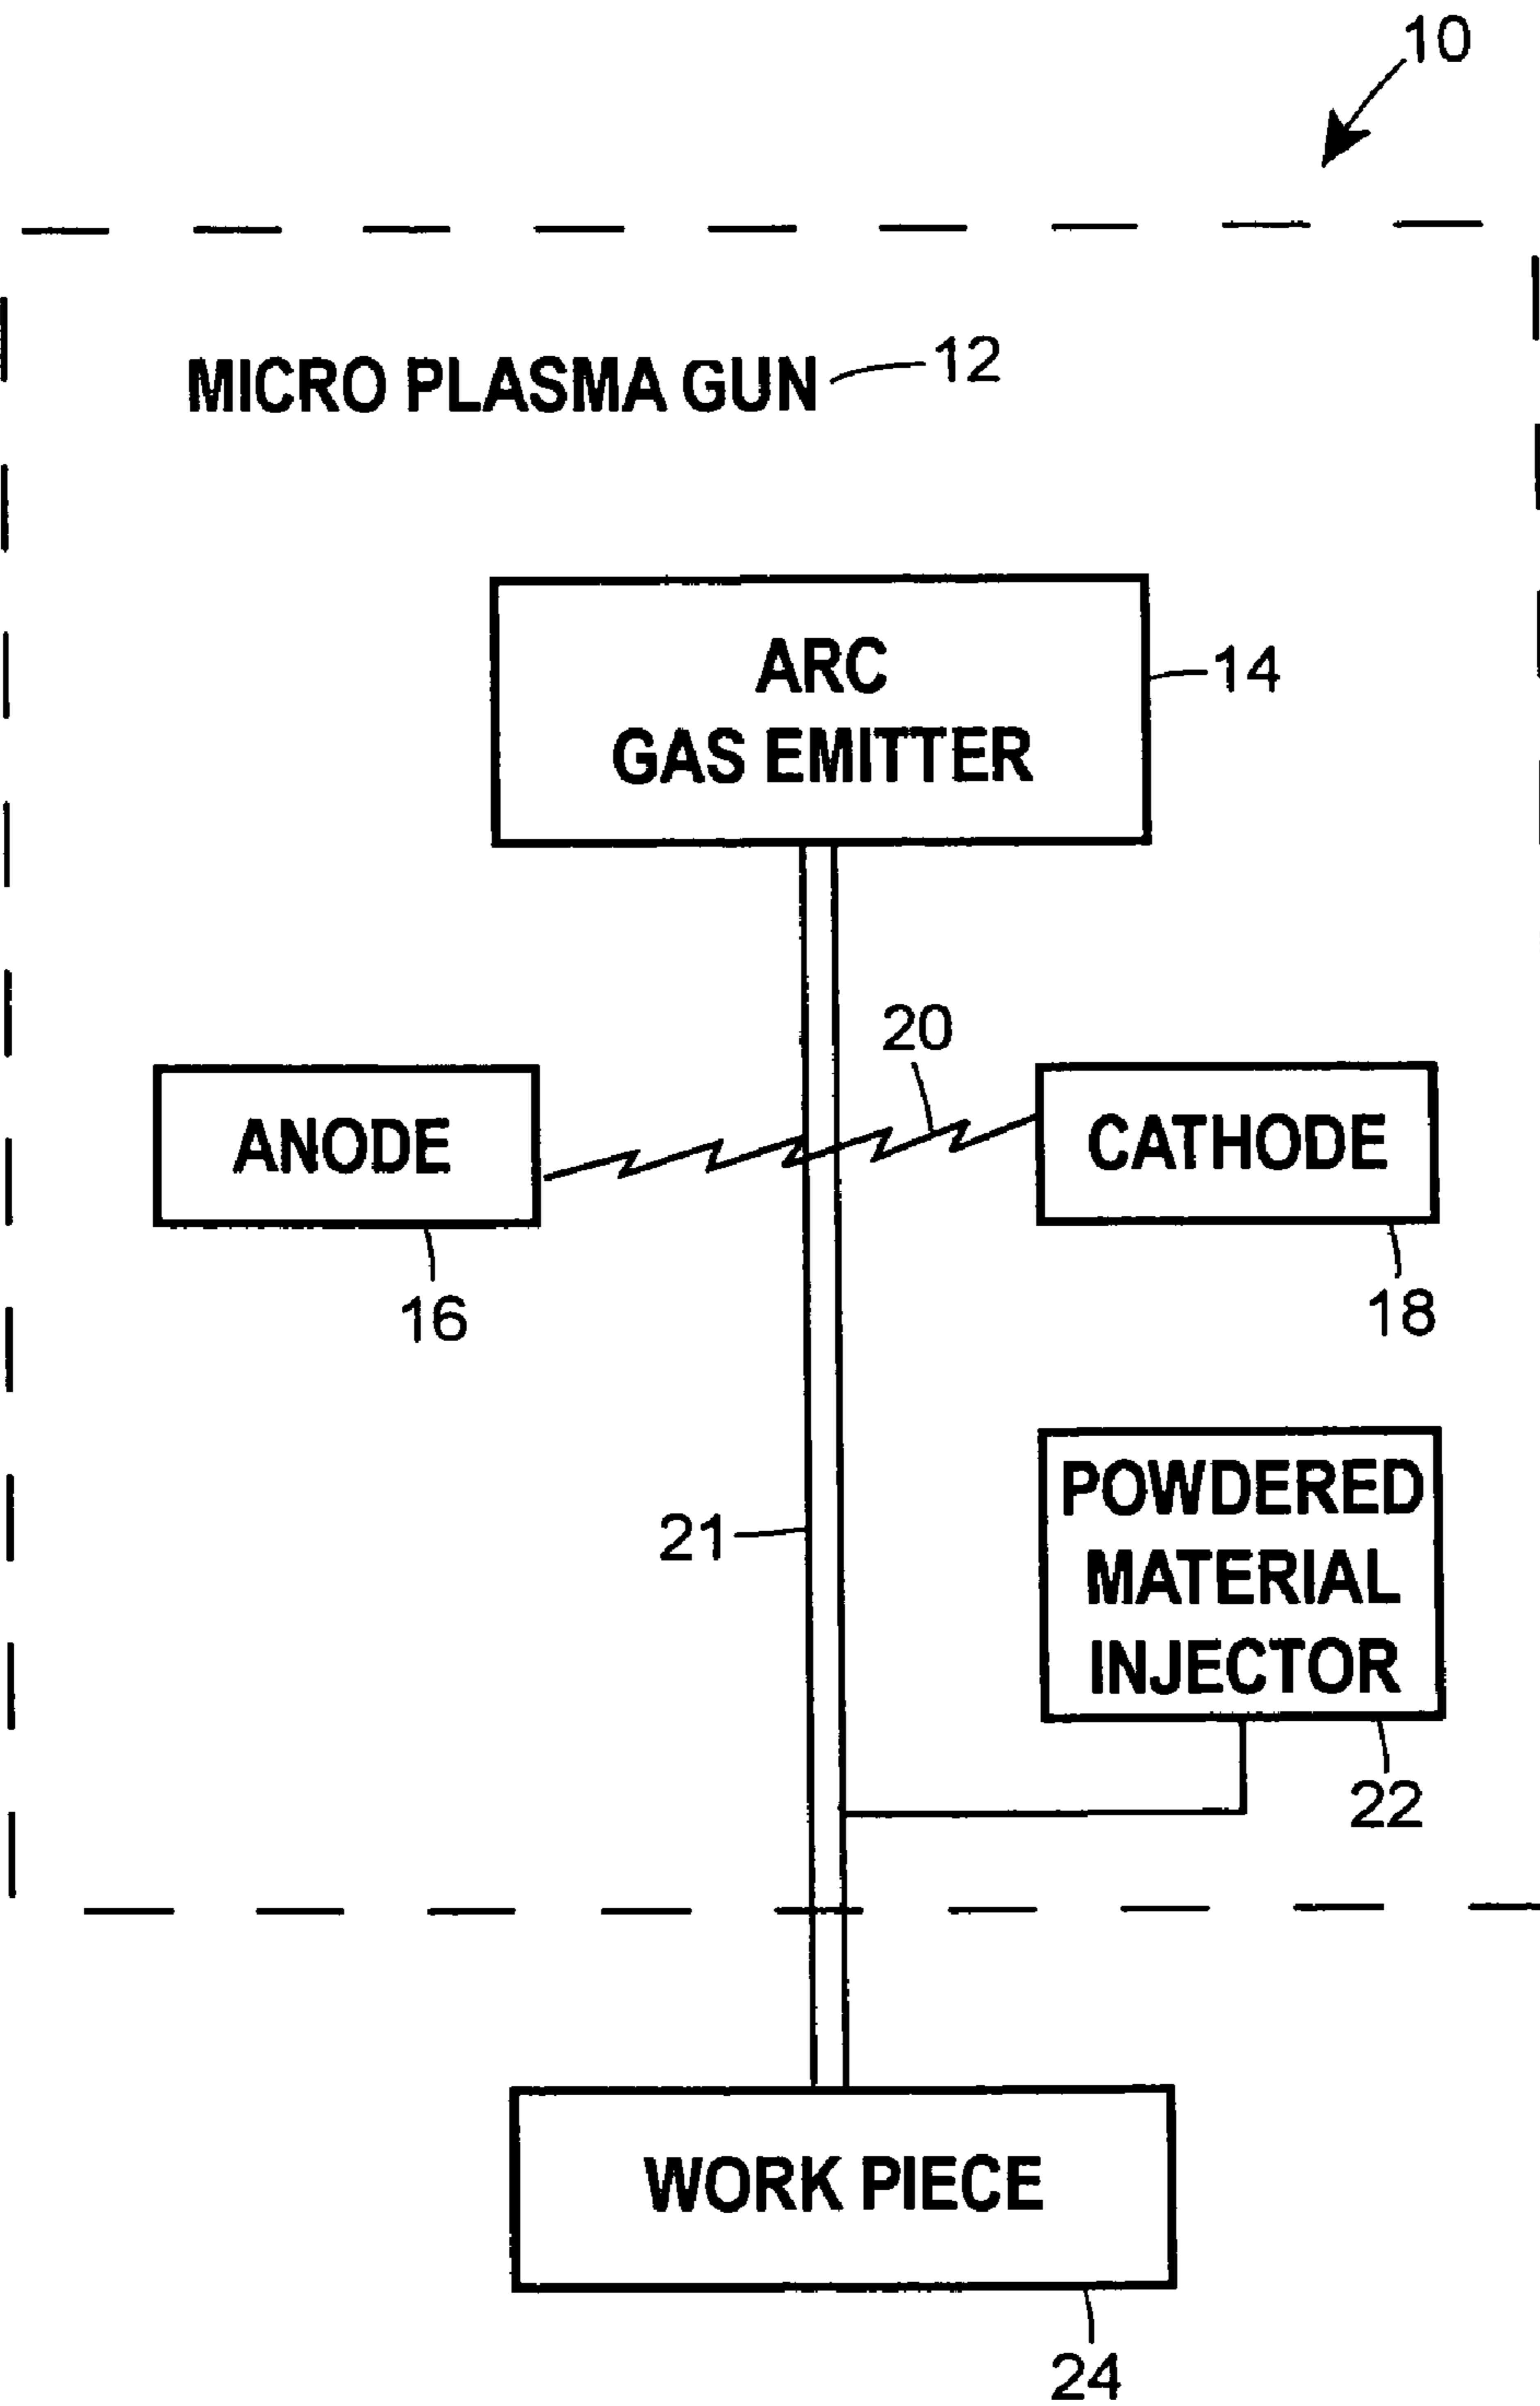 10
MICRO PLASMA GUN 12
ARC
GAS EMITTER
14
20
ANODE
CATHODE
16
18
POWDERED
MATERIAL
INJECTOR
21
22
WORK PIECE
24